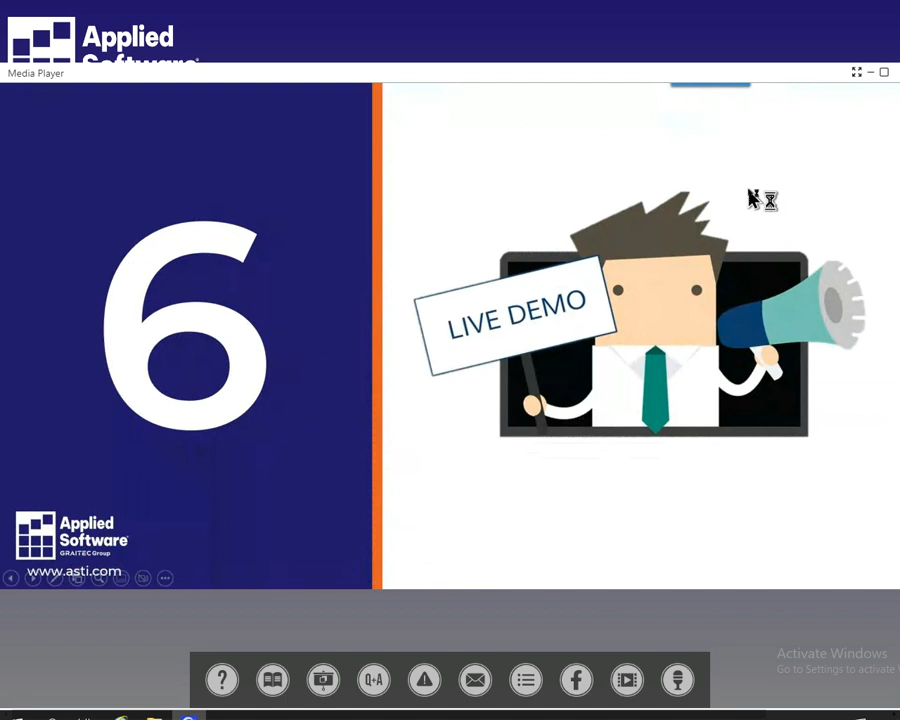 Applied
Software
Media Player
6
LIVE DEMO
Applied
Software
GRAITEC Group
www.asti.com
Activate Windows
Go to Settings to activate
?
Q+A
f